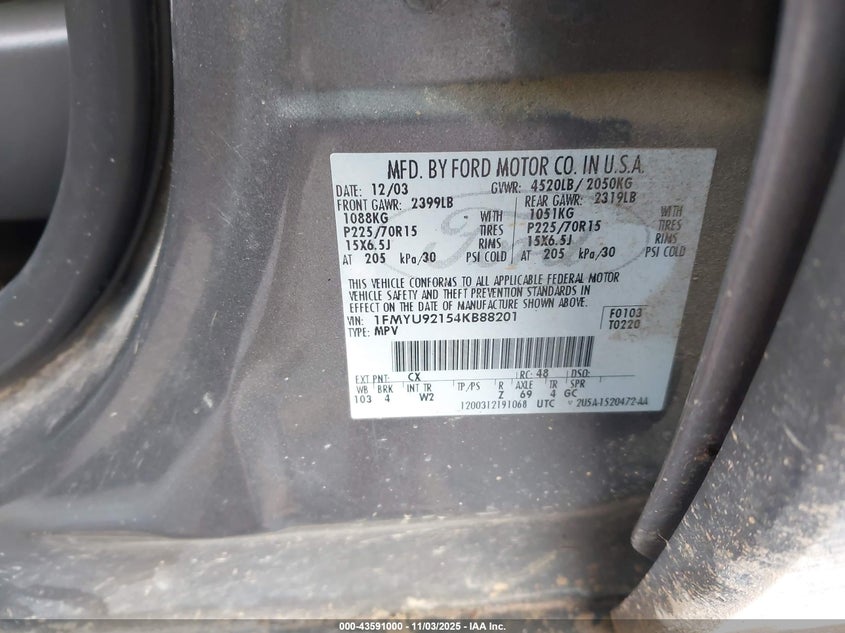 MFD. BY FORD MOTOR CO. IN U.S.A.
DATE: 12/03 GVWR: 4520LB/ 2050KG
FRONT GAWR: 2399LB REAR GAWR: 2319LB
1088KG WITH 1051KG WITH
P225/70R15 TIRES P225/70R15 TIRES
15X6.5J RIMS 15X6.5J RIMS
AT 205 kPa/30 PSI COLD AT 205 kPa/30 PSI COLD
Ford
THIS VEHICLE CONFORMS TO ALL APPLICABLE FEDERAL MOTOR
VEHICLE SAFETY AND THEFT PREVENTION STANDARDS IN
EFFECT ON THE DATE OF MANUFACTURE SHOWN ABOVE.
VIN: 1FMYU92154KB88201 F0103
TYPE: MPV T0220
EXT PNT: CX RC: 48 DSO:
WB BRK INT TR TP/PS R AXLE TR SPR
103 4 W2 Z 69 4 GC
1200312191068 UTC 2U5A-1520472-AA
000-43591000 - 11/03/2025 - IAA Inc.